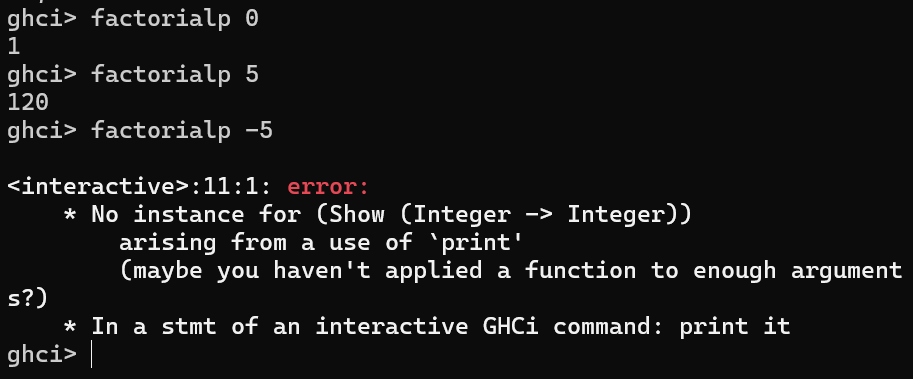 ghci> factorialp 0
1
ghci> factorialp 5
120
ghci> factorialp -5
<interactive>:11:1: error:
    * No instance for (Show (Integer -> Integer))
        arising from a use of `print'
        (maybe you haven't applied a function to enough argument
s?)
    * In a stmt of an interactive GHCi command: print it
ghci>